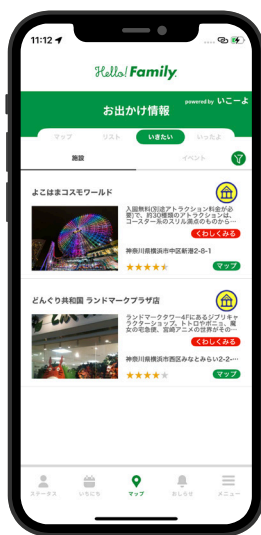 11:12
Hello! Family.
お出かけ情報
powered by いこーよ
マップ
リスト
いきたい
いったよ
施設
イベント
よこはまコスモワールド
入園無料(別途アトラクション料金が必
要)で、約30種類のアトラクションは、
コースター系のスリル満点のものから…
くわしくみる
神奈川県横浜市中区新港2-8-1
マップ
どんぐり共和国 ランドマークプラザ店
ランドマークタワー4Fにあるジブリキャ
ラクターショップ。トトロやポニョ、魔
女の宅急便、宮崎アニメの世界がその…
くわしくみる
神奈川県横浜市西区みなとみらい2-2-…
マップ
ステータス
いちにち
マップ
おしらせ
メニュー